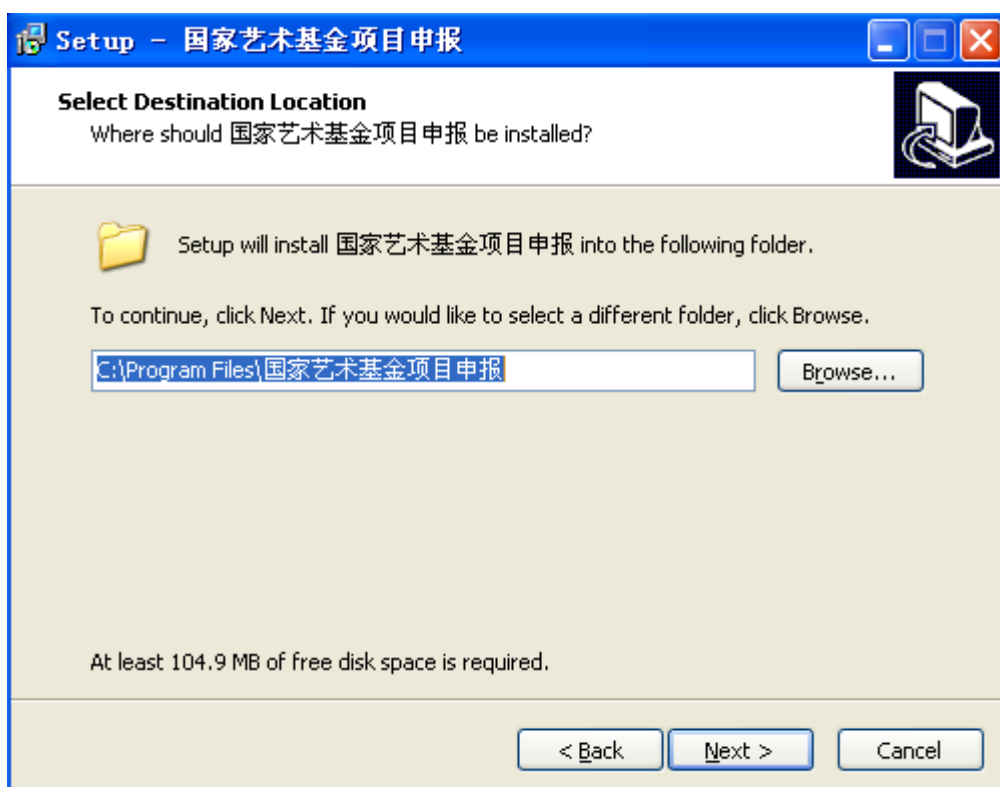 Setup - 国家艺术基金项目申报
Select Destination Location
Where should 国家艺术基金项目申报 be installed?
Setup will install 国家艺术基金项目申报 into the following folder.
To continue, click Next. If you would like to select a different folder, click Browse.
C:\Program Files\国家艺术基金项目申报
Browse...
At least 104.9 MB of free disk space is required.
< Back
Next >
Cancel